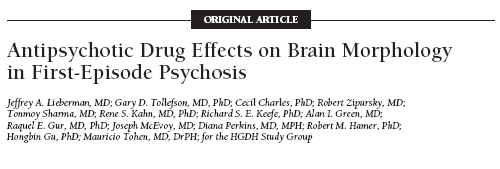 ORIGINAL ARTICLE
Antipsychotic Drug Effects on Brain Morphology
in First-Episode Psychosis
Jeffrey A. Lieberman, MD; Gary D. Tollefson, MD, PhD; Cecil Charles, PhD; Robert Zipursky, MD;
Tonmoy Sharma, MD; Rene S. Kahn, MD, PhD; Richard S. E. Keefe, PhD; Alan I. Green, MD;
Raquel E. Gur, MD, PhD; Joseph McEvoy, MD; Diana Perkins, MD, MPH; Robert M. Hamer, PhD;
Hongbin Gu, PhD; Mauricio Tohen, MD, DrPH; for the HGDH Study Group